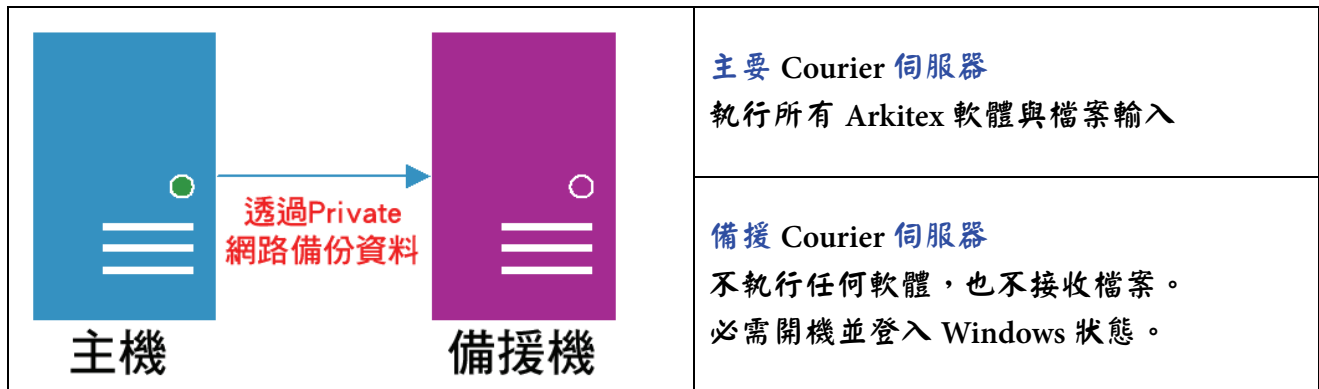 透過Private
網路備份資料
主機
備援機
主要 Courier 伺服器
執行所有 Arkitex 軟體與檔案輸入
備援 Courier 伺服器
不執行任何軟體，也不接收檔案。
必需開機並登入 Windows 狀態。